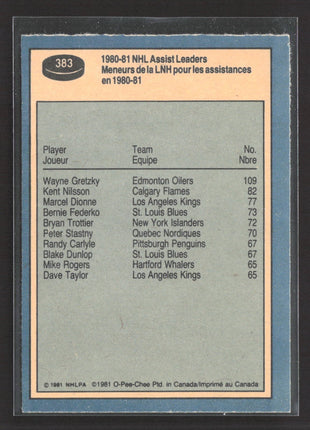 383
1980-81 NHL Assist Leaders
Meneurs de la LNH pour les assistances
en 1980-81
Player Team No.
Joueur Equipe Nbre
Wayne Gretzky Edmonton Oilers 109
Kent Nilsson Calgary Flames 82
Marcel Dionne Los Angeles Kings 77
Bernie Federko St. Louis Blues 73
Bryan Trottier New York Islanders 72
Peter Stastny Quebec Nordiques 70
Randy Carlyle Pittsburgh Penguins 67
Blake Dunlop St. Louis Blues 67
Mike Rogers Hartford Whalers 65
Dave Taylor Los Angeles Kings 65
© 1981 NHLPA ©1981 O-Pee-Chee Ptd. in Canada/Imprimé au Canada